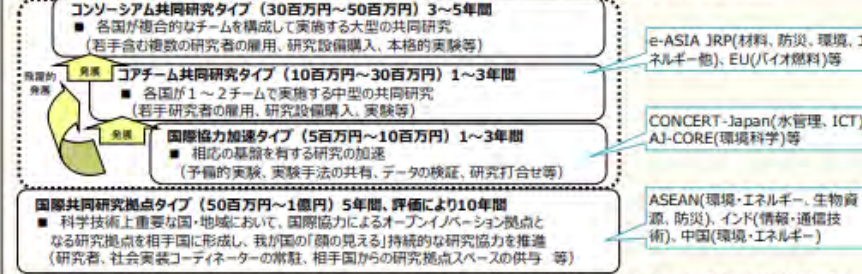 コンソーシアム共同研究タイプ（30百万円～50百万円）3～5年間
■ 各国が複合的なチームを構成して実施する大型の共同研究
（若手含む複数の研究者の雇用、研究設備購入、本格的実験等）
飛躍的
発展
発展
コアチーム共同研究タイプ（10百万円～30百万円）1～3年間
■ 各国が１～２チームで実施する中型の共同研究
（若手研究者の雇用、研究設備購入、実験等）
発展
国際協力加速タイプ（5百万円～10百万円）1～3年間
■ 相応の基盤を有する研究の加速
（予備的実験、実験手法の共有、データの検証、研究打合せ等）
国際共同研究拠点タイプ（50百万円～1億円）5年間、評価により10年間
■ 科学技術上重要な国・地域において、国際協力によるオープンイノベーション拠点と
なる研究拠点を相手国に形成し、我が国の「顔の見える」持続的な研究協力を推進
（研究者、社会実装コーディネーターの常駐、相手国からの研究拠点スペースの供与 等）
e-ASIA JRP(材料、防災、環境、エ
ネルギー他)、EU(バイオ燃料)等
CONCERT-Japan(水管理、ICT)
AJ-CORE(環境科学)等
ASEAN(環境・エネルギー、生物資
源、防災)、インド(情報・通信技
術)、中国(環境・エネルギー)